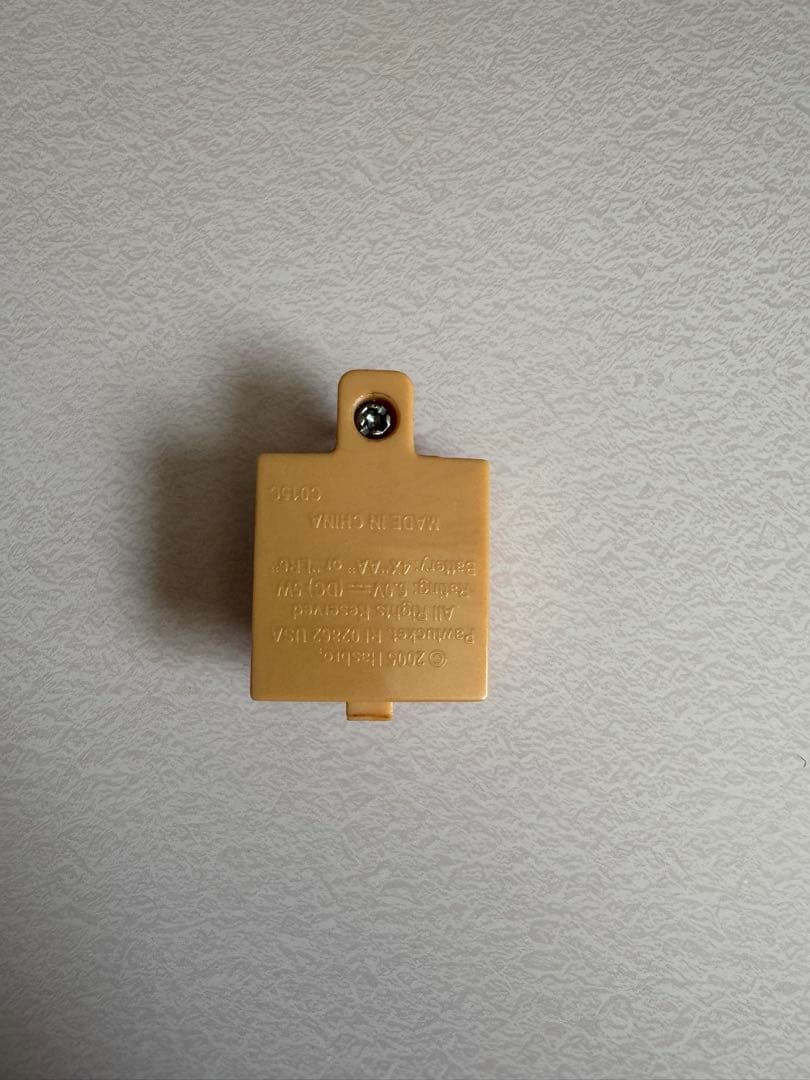 © 2005 Hasbro,
Pawtucket, RI 02862 USA
All Rights Reserved
Rating: 6.0V⎓ (DC) 5W
Battery: 4X"AA" or "LR6"
MADE IN CHINA